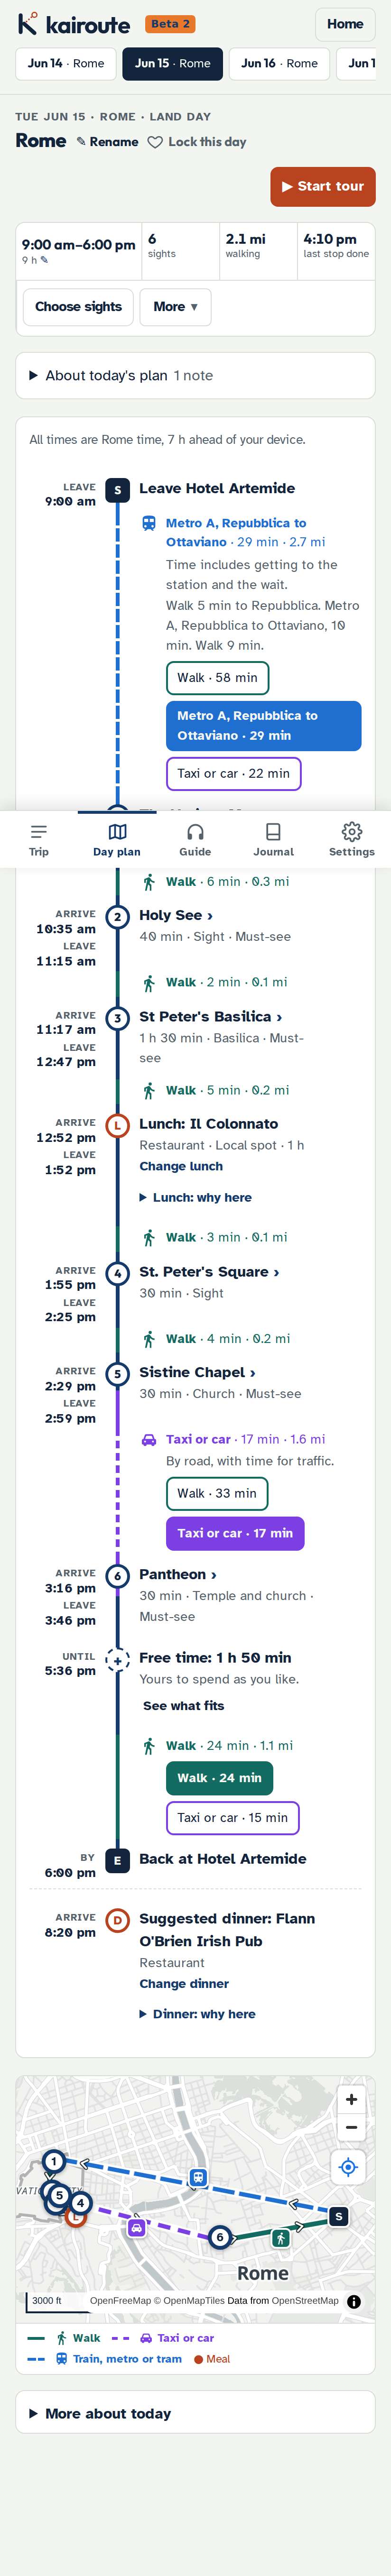 kairoute
Beta 2
Home
Jun 14 · Rome
Jun 15 · Rome
Jun 16 · Rome
Jun 1
TUE JUN 15 · ROME · LAND DAY
Rome
✎ Rename
Lock this day
▶ Start tour
9:00 am–6:00 pm
9 h ✎
6
sights
2.1 mi
walking
4:10 pm
last stop done
Choose sights
More ▾
▶ About today's plan 1 note
All times are Rome time, 7 h ahead of your device.
LEAVE
9:00 am
S
Leave Hotel Artemide
Metro A, Repubblica to
Ottaviano · 29 min · 2.7 mi
Time includes getting to the
station and the wait.
Walk 5 min to Repubblica. Metro
A, Repubblica to Ottaviano, 10
min. Walk 9 min.
Walk · 58 min
Metro A, Repubblica to
Ottaviano · 29 min
Taxi or car · 22 min
Trip
Day plan
Guide
Journal
Settings
Walk · 6 min · 0.3 mi
ARRIVE
10:35 am
LEAVE
11:15 am
2
Holy See ›
40 min · Sight · Must-see
Walk · 2 min · 0.1 mi
ARRIVE
11:17 am
LEAVE
12:47 pm
3
St Peter's Basilica ›
1 h 30 min · Basilica · Must-
see
Walk · 5 min · 0.2 mi
ARRIVE
12:52 pm
LEAVE
1:52 pm
L
Lunch: Il Colonnato
Restaurant · Local spot · 1 h
Change lunch
▶ Lunch: why here
Walk · 3 min · 0.1 mi
ARRIVE
1:55 pm
LEAVE
2:25 pm
4
St. Peter's Square ›
30 min · Sight
Walk · 4 min · 0.2 mi
ARRIVE
2:29 pm
LEAVE
2:59 pm
5
Sistine Chapel ›
30 min · Church · Must-see
Taxi or car · 17 min · 1.6 mi
By road, with time for traffic.
Walk · 33 min
Taxi or car · 17 min
ARRIVE
3:16 pm
LEAVE
3:46 pm
6
Pantheon ›
30 min · Temple and church ·
Must-see
UNTIL
5:36 pm
+
Free time: 1 h 50 min
Yours to spend as you like.
See what fits
Walk · 24 min · 1.1 mi
Walk · 24 min
Taxi or car · 15 min
BY
6:00 pm
E
Back at Hotel Artemide
ARRIVE
8:20 pm
D
Suggested dinner: Flann
O'Brien Irish Pub
Restaurant
Change dinner
▶ Dinner: why here
+
−
1
5
4
L
6
S
Rome
3000 ft
OpenFreeMap © OpenMapTiles Data from OpenStreetMap
Walk
Taxi or car
Train, metro or tram
Meal
▶ More about today